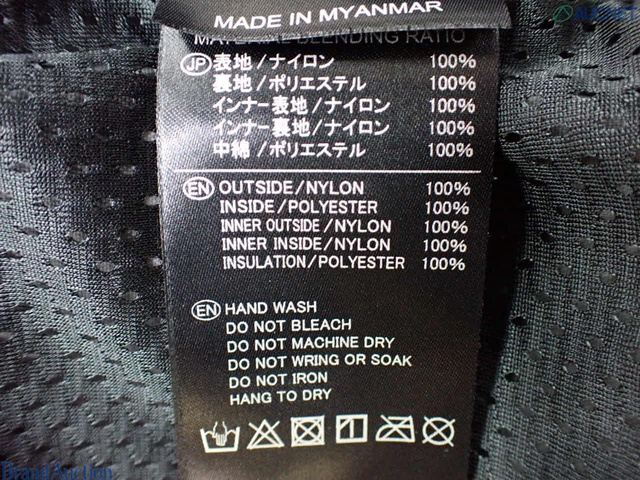 MADE IN MYANMAR
MATERIAL BLENDING RATIO
JP 表地/ナイロン 100%
裏地/ポリエステル 100%
インナー表地/ナイロン 100%
インナー裏地/ナイロン 100%
中綿/ポリエステル 100%
EN OUTSIDE/NYLON 100%
INSIDE/POLYESTER 100%
INNER OUTSIDE/NYLON 100%
INNER INSIDE/NYLON 100%
INSULATION/POLYESTER 100%
EN HAND WASH
DO NOT BLEACH
DO NOT MACHINE DRY
DO NOT WRING OR SOAK
DO NOT IRON
HANG TO DRY
Brand Auction